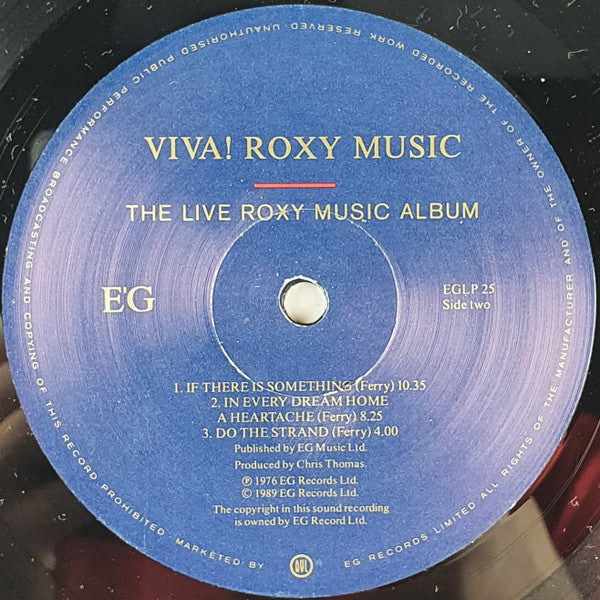 VIVA! ROXY MUSIC
THE LIVE ROXY MUSIC ALBUM
EG
EGLP 25
Side two
1. IF THERE IS SOMETHING (Ferry) 10.35
2. IN EVERY DREAM HOME
A HEARTACHE (Ferry) 8.25
3. DO THE STRAND (Ferry) 4.00
Published by EG Music Ltd.
Produced by Chris Thomas.
Ⓟ 1976 EG Records Ltd.
© 1989 EG Records Ltd.
The copyright in this sound recording
is owned by EG Record Ltd.
EG RECORDS LIMITED ALL RIGHTS OF THE MANUFACTURER AND OF THE OWNER OF THE RECORDED WORK RESERVED · UNAUTHORISED PUBLIC PERFORMANCE BROADCASTING AND COPYING OF THIS RECORD PROHIBITED. MARKETED BY